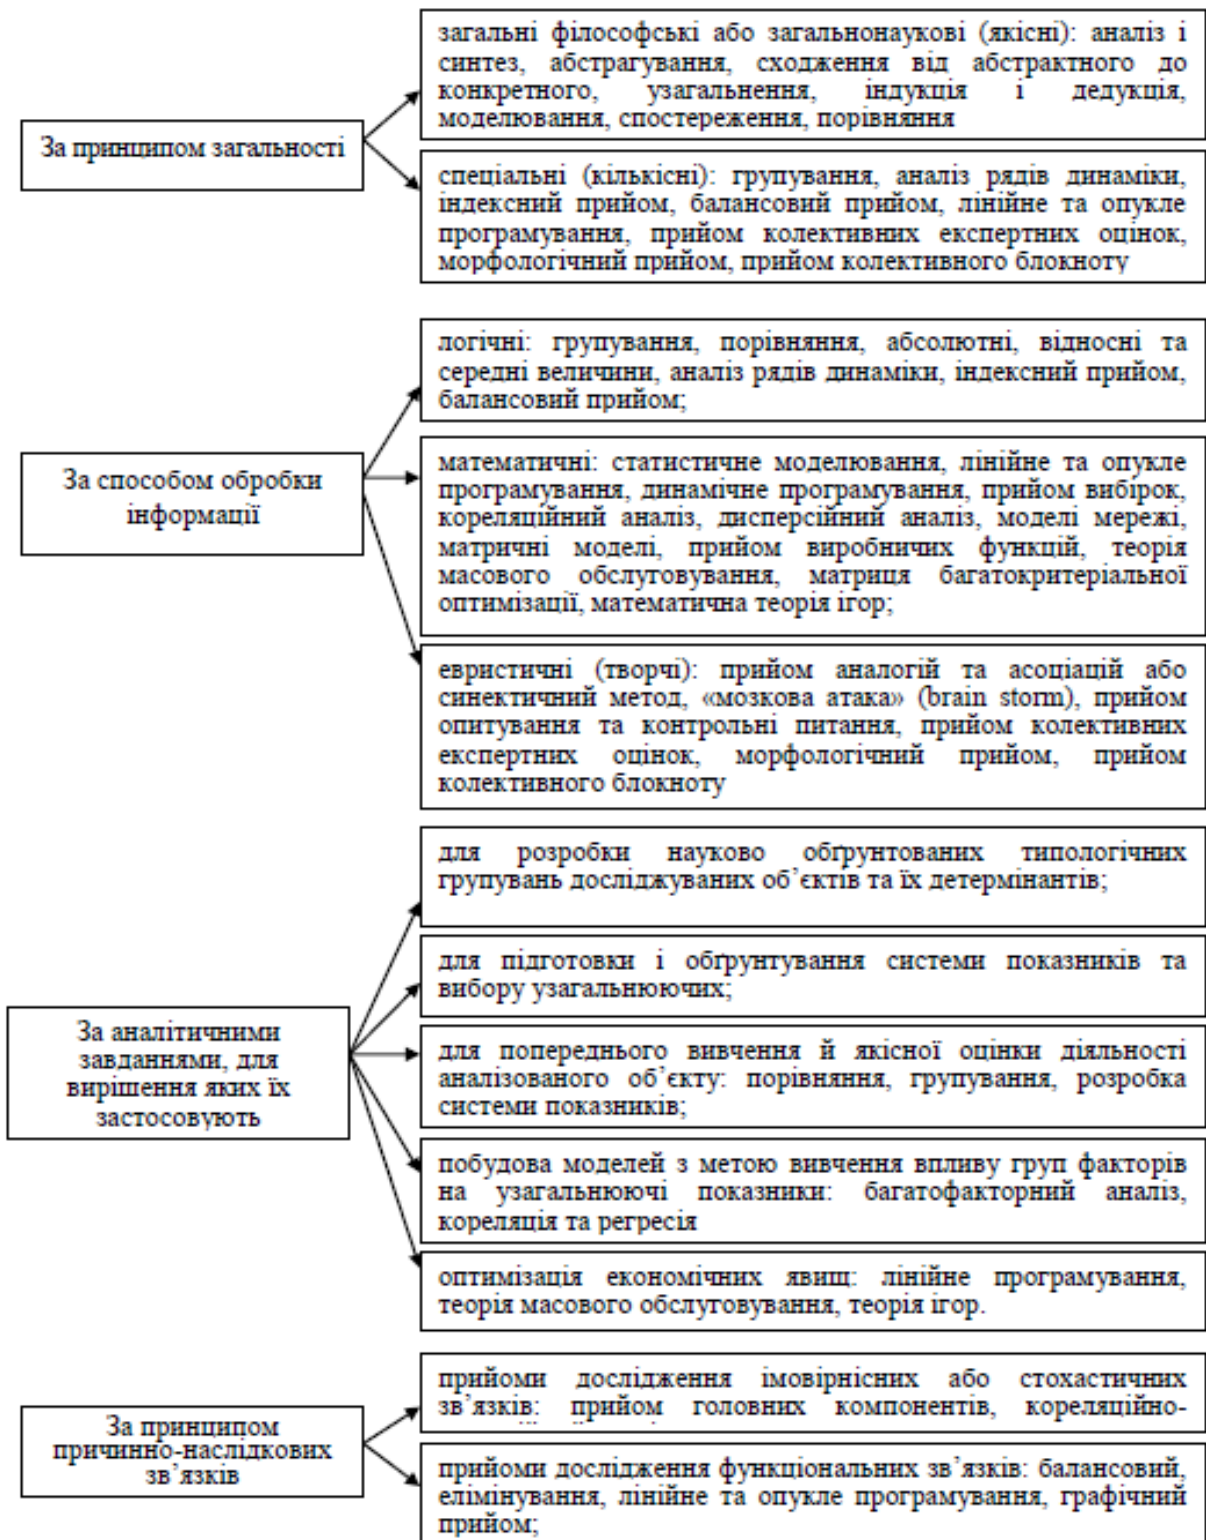 За принципом загальності
загальні філософські або загальнонаукові (якісні): аналіз і
синтез, абстрагування, сходження від абстрактного до
конкретного, узагальнення, індукція і дедукція,
моделювання, спостереження, порівняння
спеціальні (кількісні): групування, аналіз рядів динаміки,
індексний прийом, балансовий прийом, лінійне та опукле
програмування, прийом колективних експертних оцінок,
морфологічний прийом, прийом колективного блокноту
За способом обробки
інформації
логічні: групування, порівняння, абсолютні, відносні та
середні величини, аналіз рядів динаміки, індексний прийом,
балансовий прийом;
математичні: статистичне моделювання, лінійне та опукле
програмування, динамічне програмування, прийом вибірок,
кореляційний аналіз, дисперсійний аналіз, моделі мережі,
матричні моделі, прийом виробничих функцій, теорія
масового обслуговування, матриця багатокритеріальної
оптимізації, математична теорія ігор;
евристичні (творчі): прийом аналогій та асоціацій або
синектичний метод, «мозкова атака» (brain storm), прийом
опитування та контрольні питання, прийом колективних
експертних оцінок, морфологічний прийом, прийом
колективного блокноту
За аналітичними
завданнями, для
вирішення яких їх
застосовують
для розробки науково обґрунтованих типологічних
групувань досліджуваних об’єктів та їх детермінантів;
для підготовки і обґрунтування системи показників та
вибору узагальнюючих;
для попереднього вивчення й якісної оцінки діяльності
аналізованого об’єкту: порівняння, групування, розробка
системи показників;
побудова моделей з метою вивчення впливу груп факторів
на узагальнюючі показники: багатофакторний аналіз,
кореляція та регресія
оптимізація економічних явищ: лінійне програмування,
теорія масового обслуговування, теорія ігор.
За принципом
причинно-наслідкових
зв’язків
прийоми дослідження імовірнісних або стохастичних
зв’язків: прийом головних компонентів, кореляційно-
прийоми дослідження функціональних зв’язків: балансовий,
елімінування, лінійне та опукле програмування, графічний
прийом;